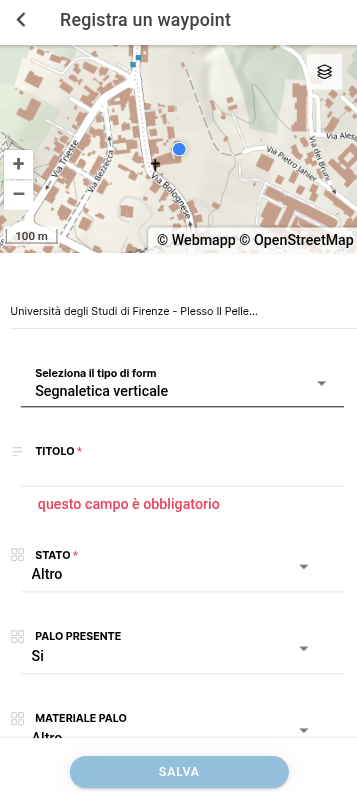 Registra un waypoint
Via Trieste
Via Bezzecca
Via Bolognese
Via Pietro Jahier
Via dei Bruni
Via Aless
+
−
100 m
© Webmapp © OpenStreetMap
Università degli Studi di Firenze - Plesso Il Pelle...
Seleziona il tipo di form
Segnaletica verticale
TITOLO *
questo campo è obbligatorio
STATO *
Altro
PALO PRESENTE
Si
MATERIALE PALO
Altro
SALVA